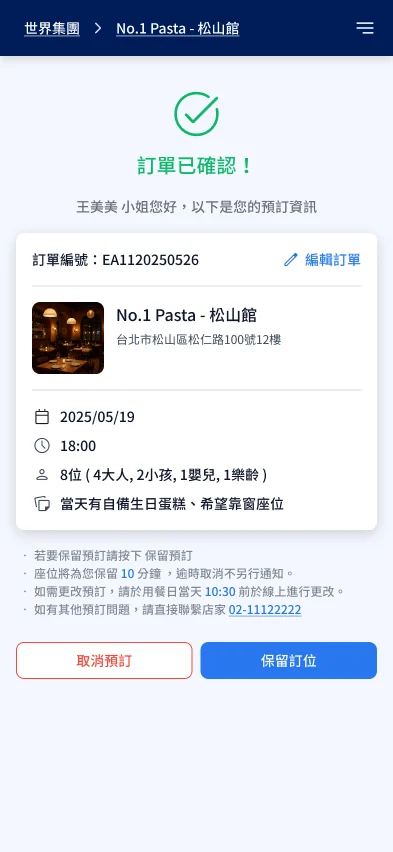 世界集團 > No.1 Pasta - 松山館
訂單已確認！
王美美 小姐您好，以下是您的預訂資訊
訂單編號：EA1120250526 編輯訂單
No.1 Pasta - 松山館
台北市松山區松仁路100號12樓
2025/05/19
18:00
8位 ( 4大人, 2小孩, 1嬰兒, 1樂齡 )
當天有自備生日蛋糕、希望靠窗座位
· 若要保留預訂請按下 保留預訂
· 座位將為您保留 10 分鐘 ，逾時取消不另行通知。
· 如需更改預訂，請於用餐日當天 10:30 前於線上進行更改。
· 如有其他預訂問題，請直接聯繫店家 02-11122222
取消預訂 保留訂位